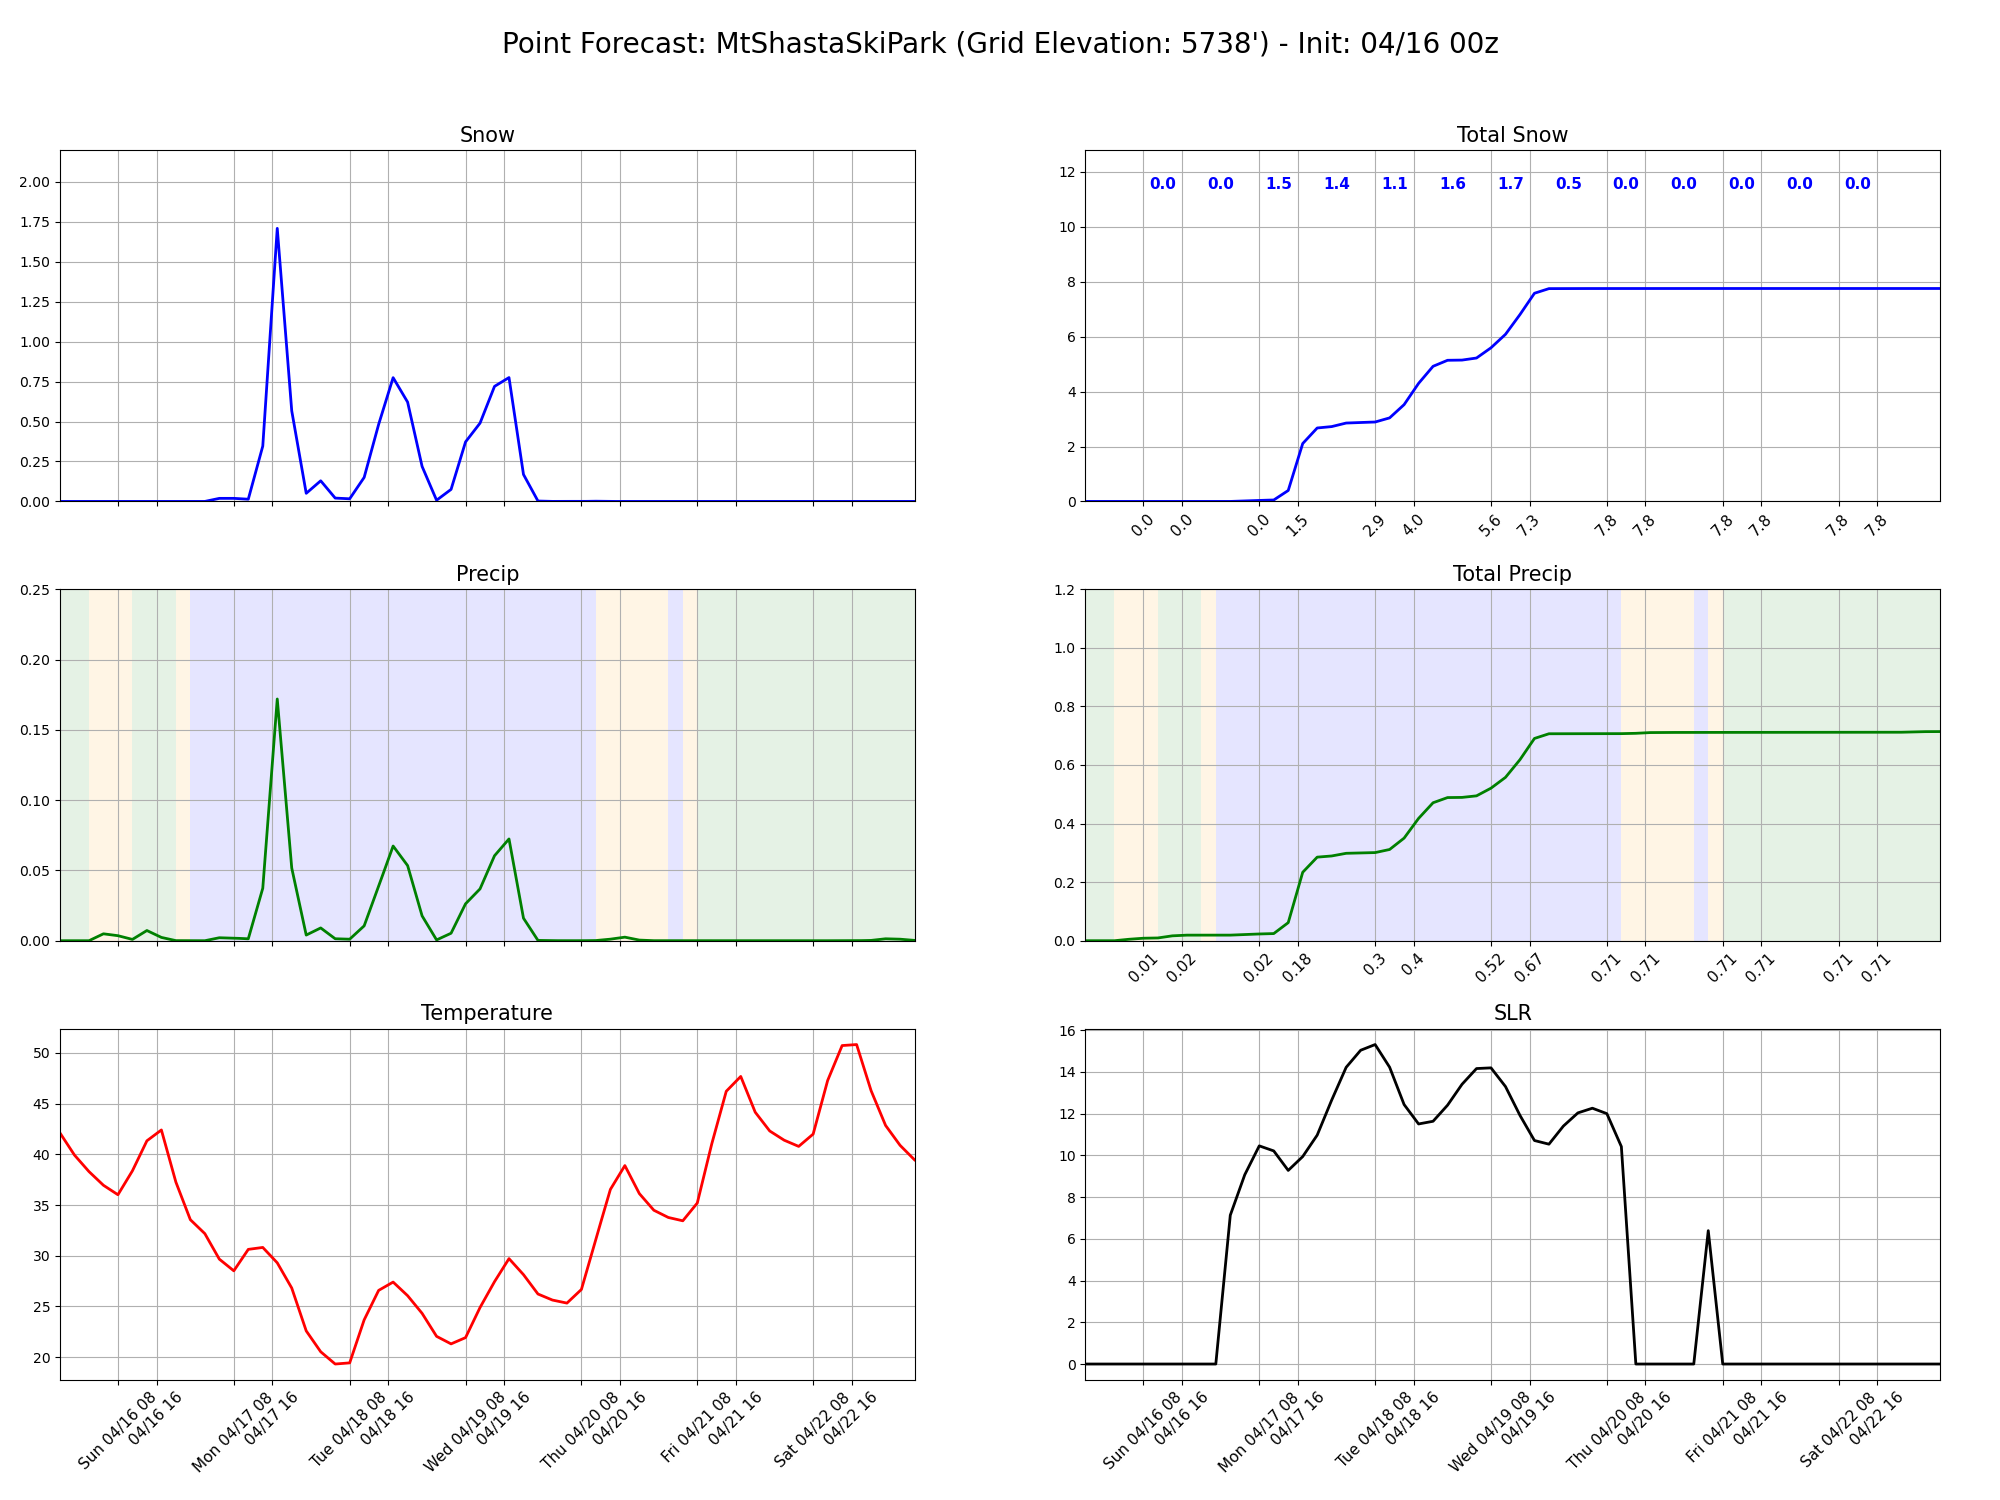 Point Forecast: MtShastaSkiPark (Grid Elevation: 5738') - Init: 04/16 00z
Snow
2.00
1.75
1.50
1.25
1.00
0.75
0.50
0.25
0.00
Total Snow
0.0 0.0 1.5 1.4 1.1 1.6 1.7 0.5 0.0 0.0 0.0 0.0 0.0
12
10
8
6
4
2
0
0.0 0.0 0.0 1.5 2.9 4.0 5.6 7.3 7.8 7.8 7.8 7.8 7.8 7.8
Precip
0.25
0.20
0.15
0.10
0.05
0.00
Total Precip
1.2
1.0
0.8
0.6
0.4
0.2
0.0
0.01 0.02 0.02 0.18 0.3 0.4 0.52 0.67 0.71 0.71 0.71 0.71 0.71 0.71
Temperature
50
45
40
35
30
25
20
Sun 04/16 08
04/16 16
Mon 04/17 08
04/17 16
Tue 04/18 08
04/18 16
Wed 04/19 08
04/19 16
Thu 04/20 08
04/20 16
Fri 04/21 08
04/21 16
Sat 04/22 08
04/22 16
SLR
16
14
12
10
8
6
4
2
0
Sun 04/16 08
04/16 16
Mon 04/17 08
04/17 16
Tue 04/18 08
04/18 16
Wed 04/19 08
04/19 16
Thu 04/20 08
04/20 16
Fri 04/21 08
04/21 16
Sat 04/22 08
04/22 16